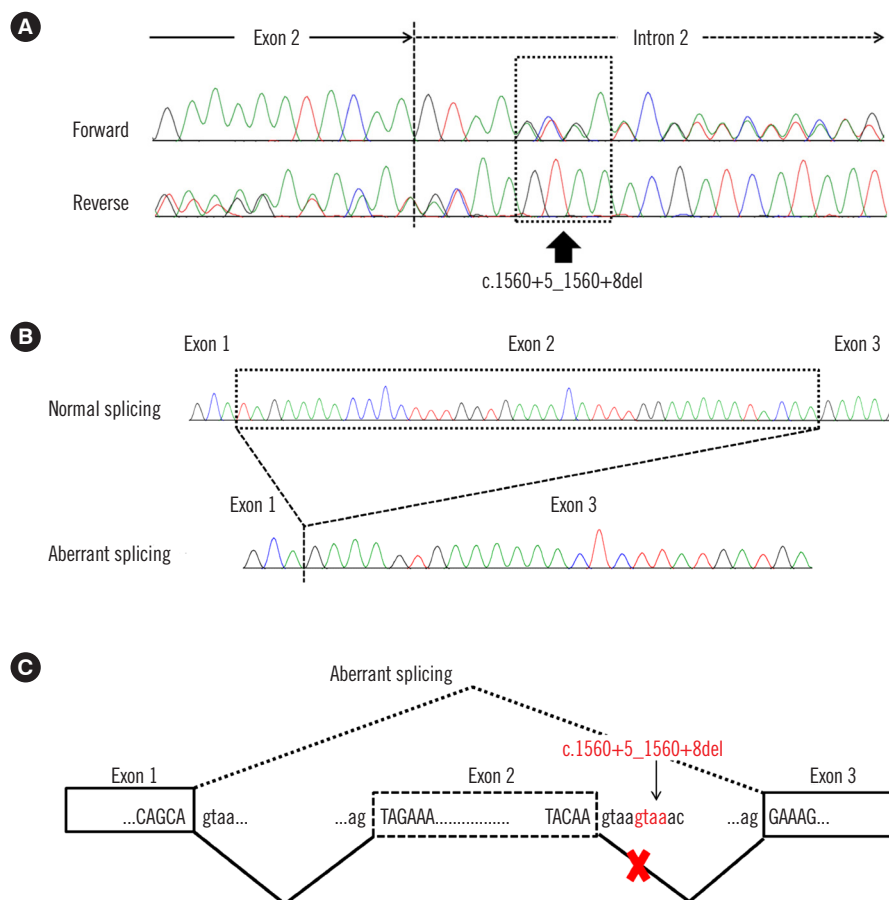 A
Exon 2 Intron 2
Forward
Reverse
c.1560+5_1560+8del
B
Exon 1 Exon 2 Exon 3
Normal splicing
Exon 1 Exon 3
Aberrant splicing
C
Aberrant splicing
c.1560+5_1560+8del
Exon 1 Exon 2 Exon 3
...CAGCA gtaa... ...ag TAGAAA................. TACAA gtaagtaaac ...ag GAAAG...